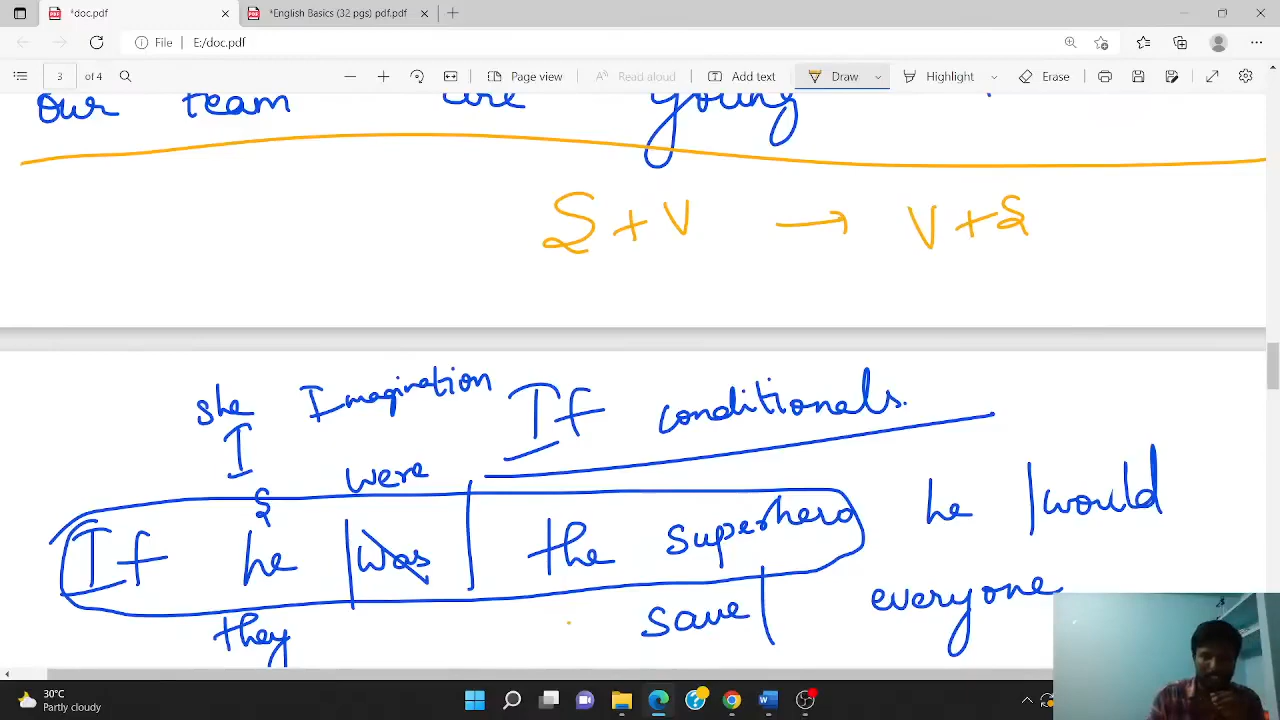 *doc.pdf
*English Basics (32 pgs) pdf.pdf
File E:/doc.pdf
3 of 4 Page view Read aloud Add text Draw Highlight Erase
our team are young
S + V → V + S
she Imagination If conditionals.
I
S were
If he was the superhero he would
they save everyone
30°C
Partly cloudy